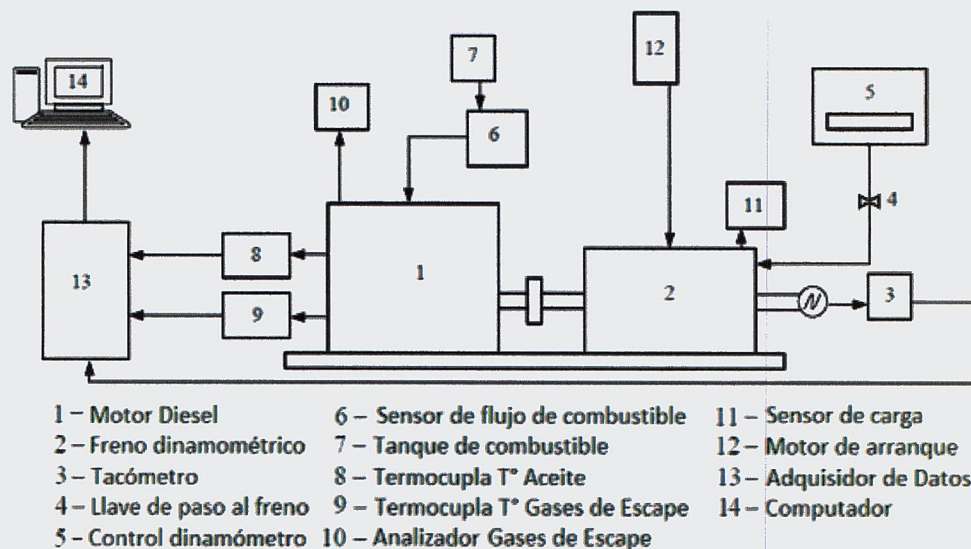 7
12
14
10
5
6
4
11
8
1
13
2
N
3
9
1 – Motor Diesel
2 – Freno dinamométrico
3 – Tacómetro
4 – Llave de paso al freno
5 – Control dinamómetro
6 – Sensor de flujo de combustible
7 – Tanque de combustible
8 – Termocupla T° Aceite
9 – Termocupla T° Gases de Escape
10 – Analizador Gases de Escape
11 – Sensor de carga
12 – Motor de arranque
13 – Adquisidor de Datos
14 – Computador